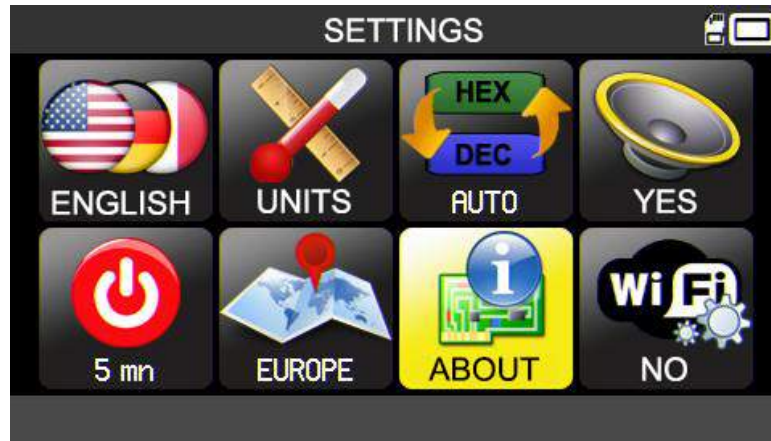 SETTINGS
HEX
DEC
ENGLISH
UNITS
AUTO
YES
i
Wi Fi
5 mn
EUROPE
ABOUT
NO